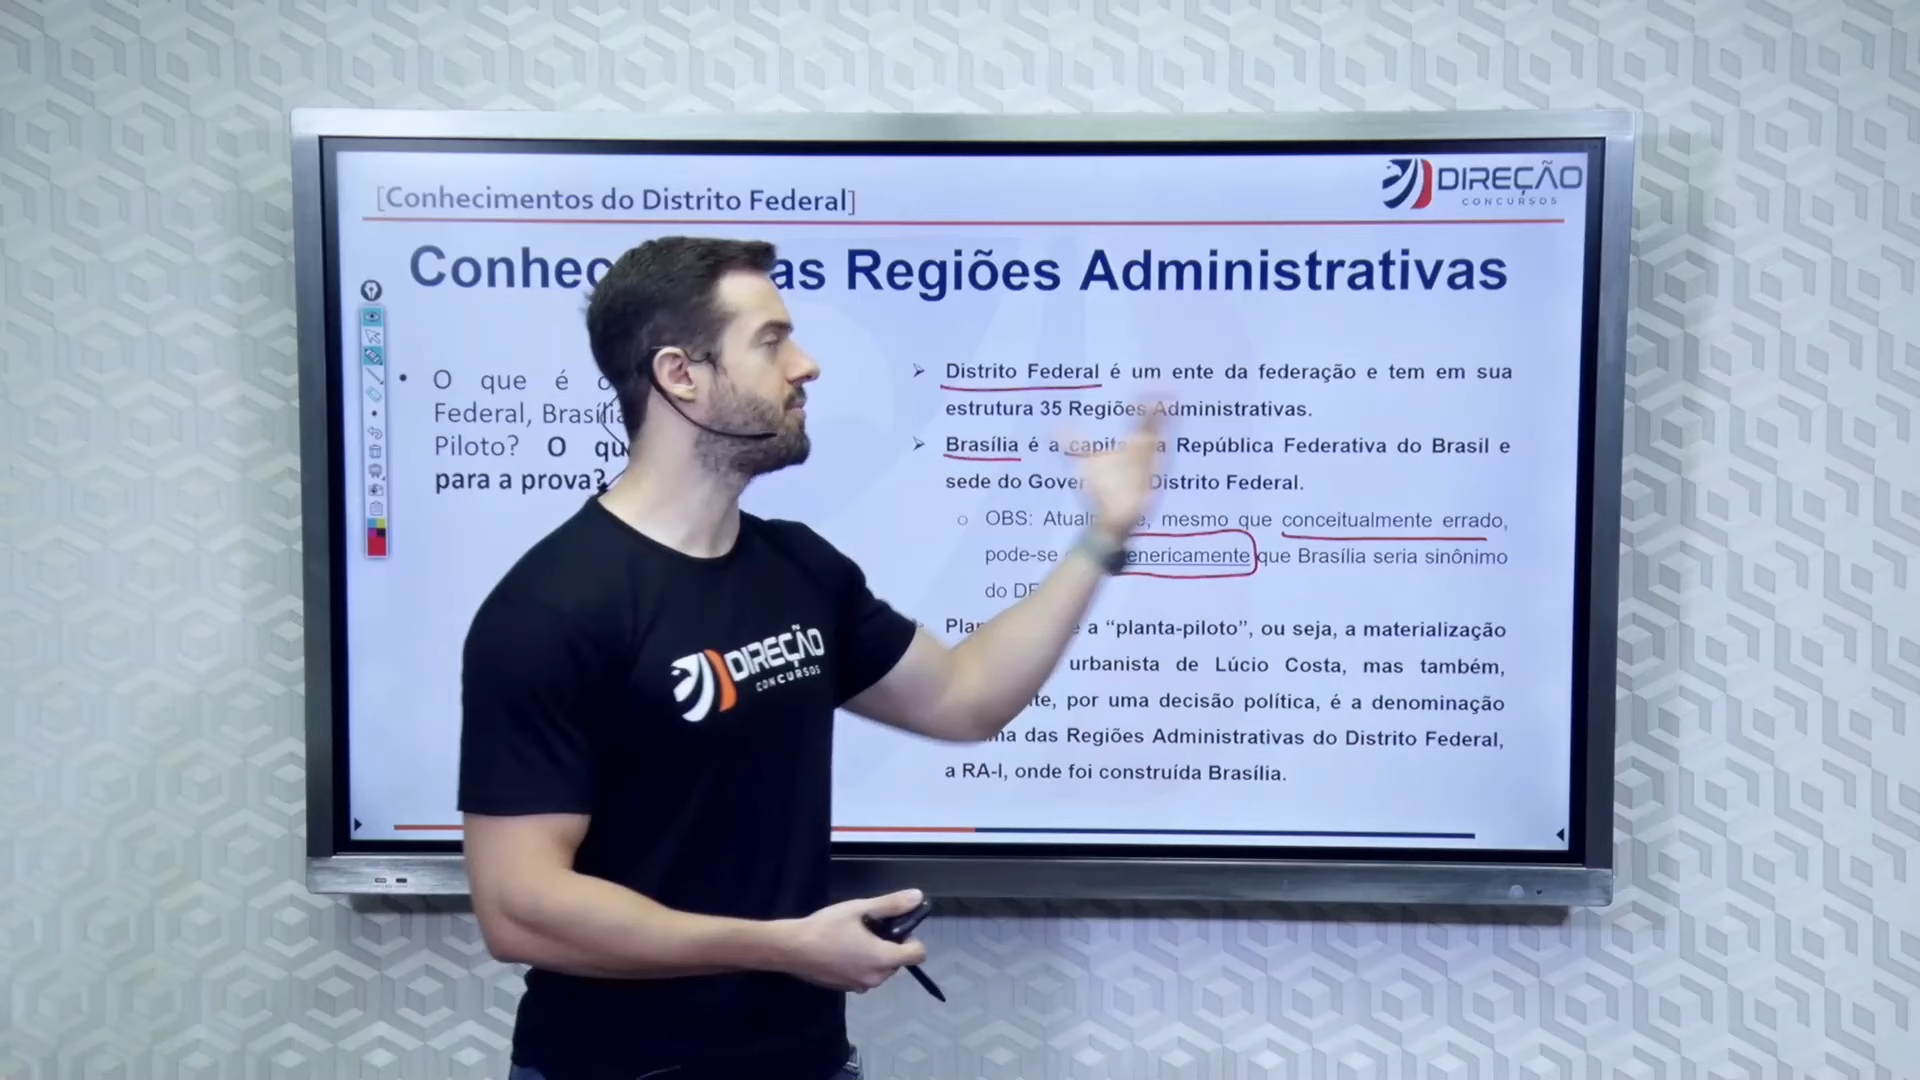 [Conhecimentos do Distrito Federal]
DIREÇÃO
CONCURSOS
as Regiões Administrativas
• O que é
Federal,
Piloto? O
para a prova?
➢ Distrito Federal é um ente da federação e tem em sua
estrutura 35 Regiões Administrativas.
➢ Brasília é a República Federativa do Brasil e
sede do Distrito Federal.
o OBS: mesmo que conceitualmente errado,
pode-se que Brasília seria sinônimo
do
a “planta-piloto”, ou seja, a materialização
urbanista de Lúcio Costa, mas também,
por uma decisão política, é a denominação
das Regiões Administrativas do Distrito Federal,
a RA-I, onde foi construída Brasília.
DIREÇÃO
CONCURSOS